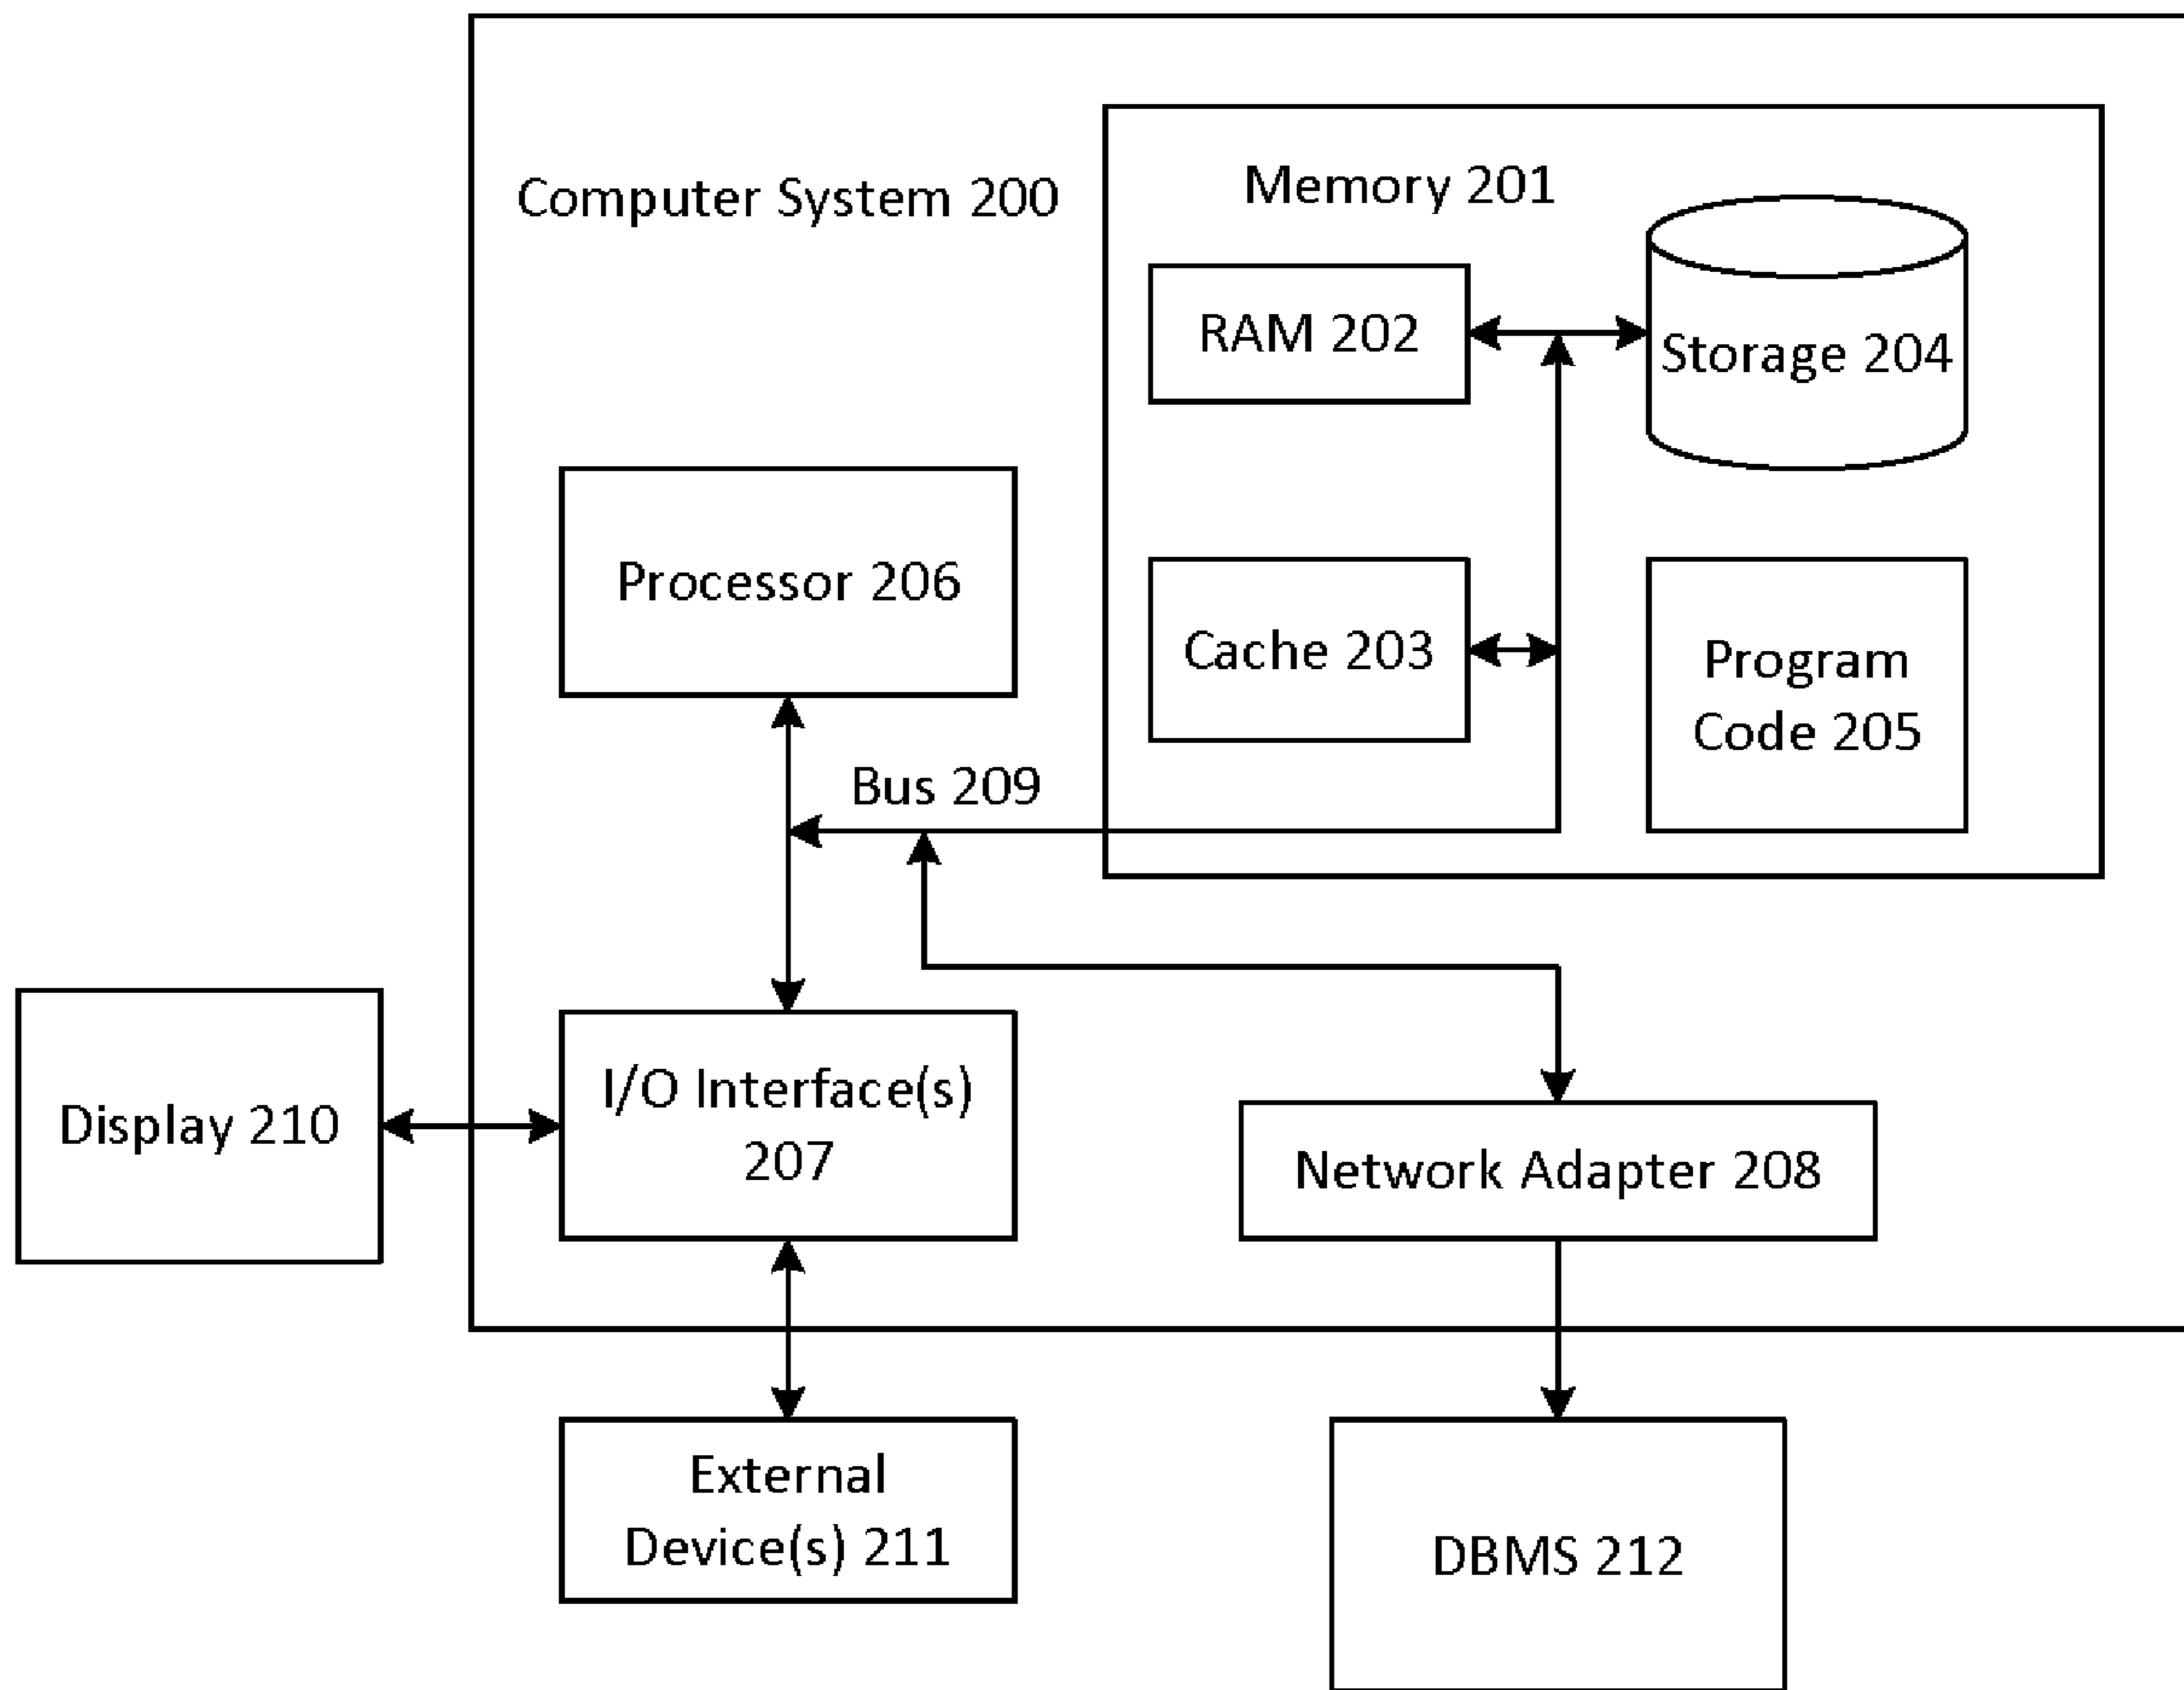 Computer System 200
Memory 201
RAM 202
Storage 204
Processor 206
Cache 203
Program
Code 205
Bus 209
Display 210
I/O Interface(s)
207
Network Adapter 208
External
Device(s) 211
DBMS 212